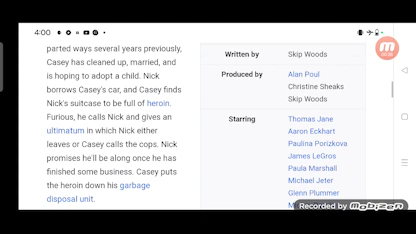 4:00
parted ways several years previously,
Casey has cleaned up, married, and
is hoping to adopt a child. Nick
borrows Casey's car, and Casey finds
Nick's suitcase to be full of heroin.
Furious, he calls Nick and gives an
ultimatum in which Nick either
leaves or Casey calls the cops. Nick
promises he'll be along once he has
finished some business. Casey puts
the heroin down his garbage
disposal unit.
Written by Skip Woods
Produced by Alan Poul
Christine Sheaks
Skip Woods
Starring Thomas Jane
Aaron Eckhart
Paulina Porizkova
James LeGros
Paula Marshall
Michael Jeter
Glenn Plummer
Recorded by MOBIZEN